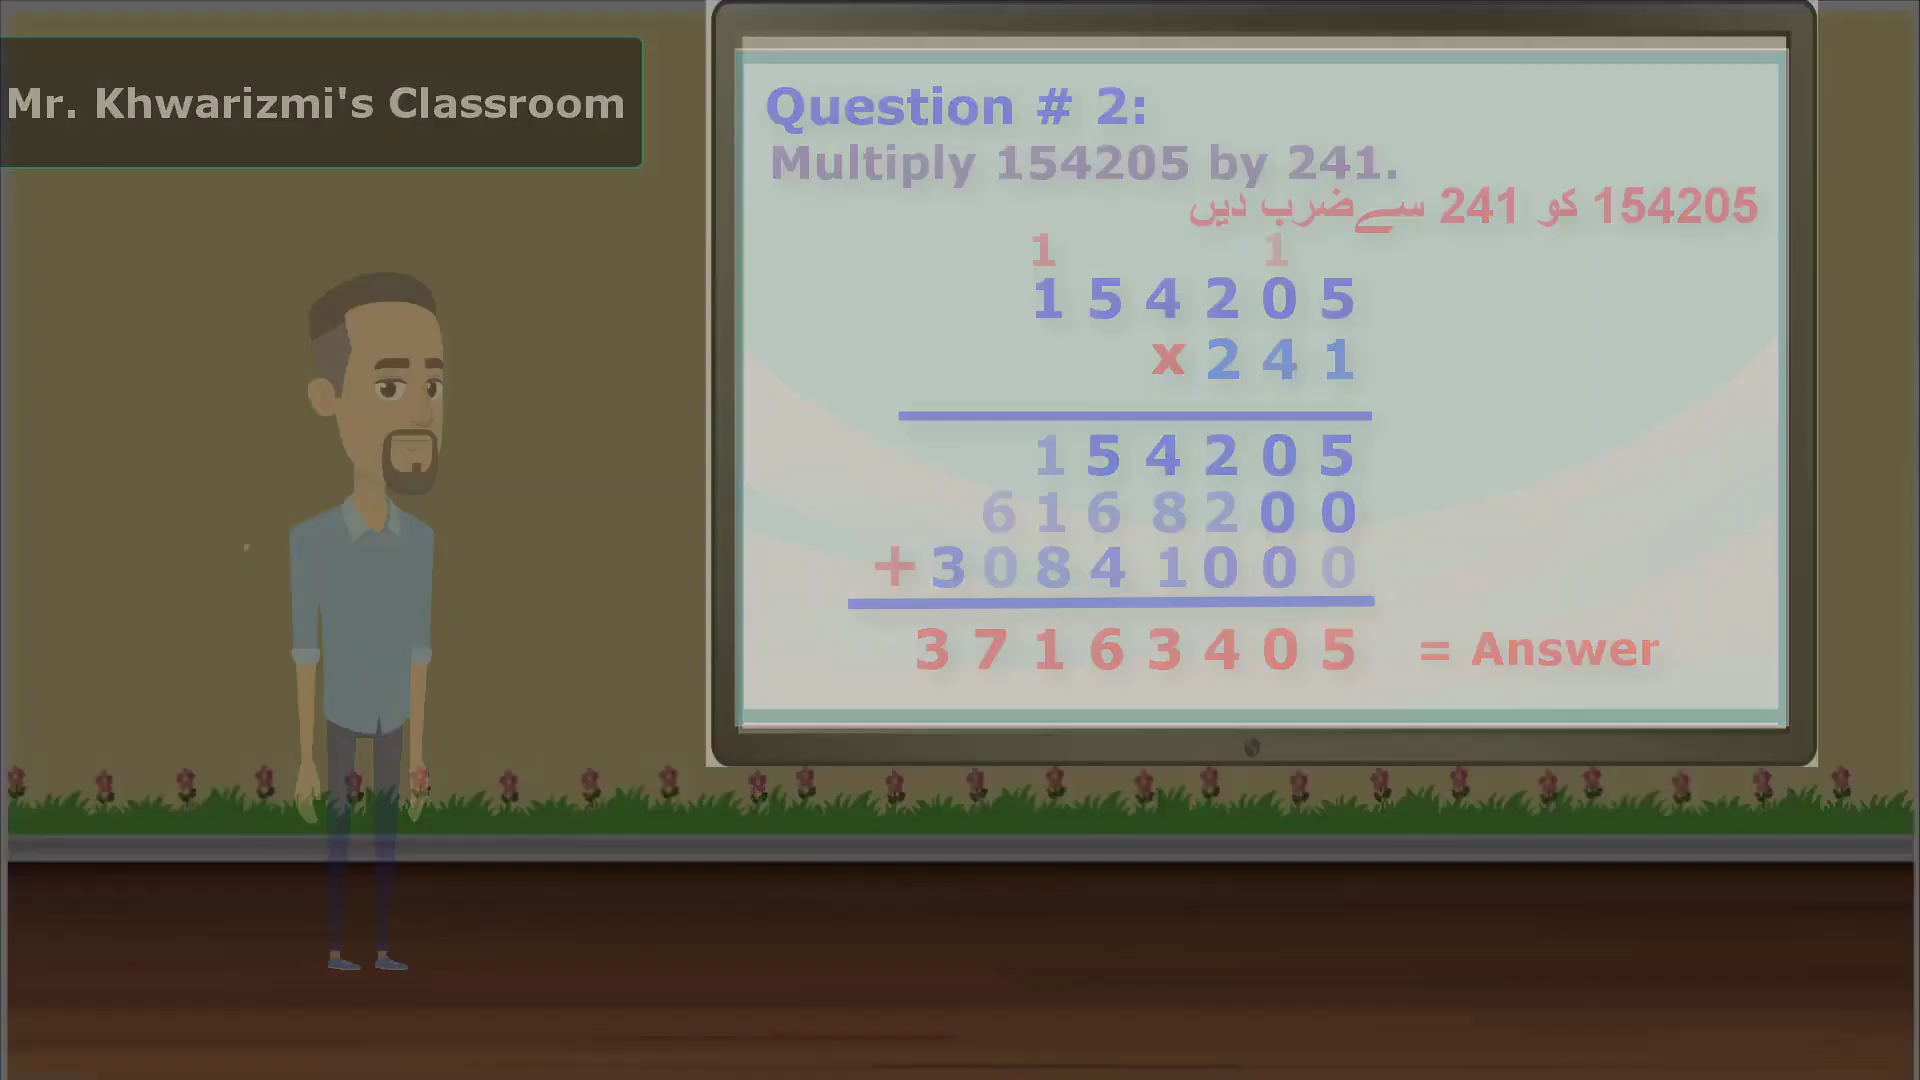 Mr. Khwarizmi's Classroom
Question # 2:
Multiply 154205 by 241.
154205 کو 241 سے ضرب دیں
1 1
1 5 4 2 0 5
x 2 4 1
1 5 4 2 0 5
6 1 6 8 2 0 0
+ 3 0 8 4 1 0 0 0
3 7 1 6 3 4 0 5 = Answer